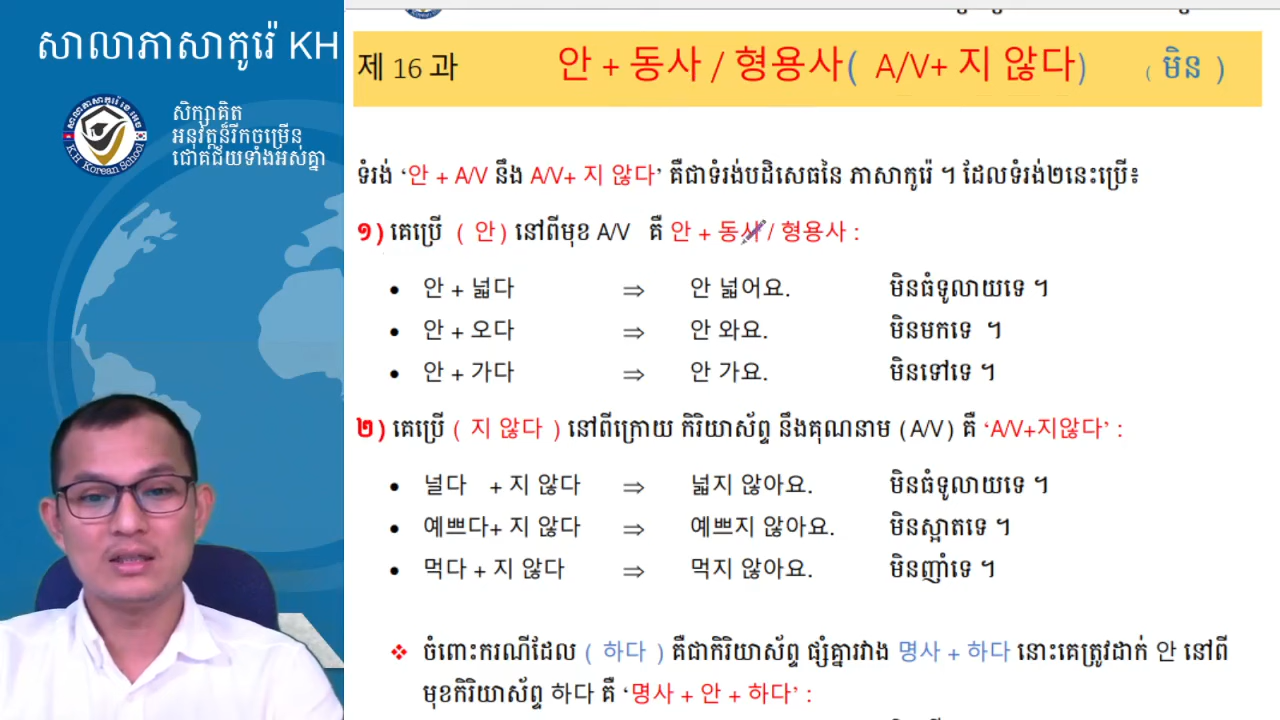 សាលាភាសាកូរ៉េ KH
សិក្សាគិត
អនុវត្តន៏រីកចម្រើន
ជោគជ័យទាំងអស់គ្នា
K.H Korean School
제 16 과 안 + 동사 / 형용사( A/V+ 지 않다) ( មិន )
ទំរង់ ‘안 + A/V នឹង A/V+ 지 않다’ គឺជាទំរង់បដិសេធនៃ ភាសាកូរ៉េ ។ ដែលទំរង់២នេះប្រើ៖
១) គេប្រើ ( 안 ) នៅពីមុខ A/V គឺ 안 + 동사 / 형용사 :
• 안 + 넓다 ⇒ 안 넓어요. មិនធំទូលាយទេ ។
• 안 + 오다 ⇒ 안 와요. មិនមកទេ ។
• 안 + 가다 ⇒ 안 가요. មិនទៅទេ ។
២) គេប្រើ ( 지 않다 ) នៅពីក្រោយ កិរិយាស័ព្ទ នឹងគុណនាម (A/V) គឺ ‘A/V+지않다’ :
• 널다 + 지 않다 ⇒ 넓지 않아요. មិនធំទូលាយទេ ។
• 예쁘다+ 지 않다 ⇒ 예쁘지 않아요. មិនស្អាតទេ ។
• 먹다 + 지 않다 ⇒ 먹지 않아요. មិនញ៉ាំទេ ។
❖ ចំពោះករណីដែល ( 하다 ) គឺជាកិរិយាស័ព្ទ ផ្សំគ្នារវាង 명사 + 하다 នោះគេត្រូវដាក់ 안 នៅពី
មុខកិរិយាស័ព្ទ 하다 គឺ ‘명사 + 안 + 하다’ :